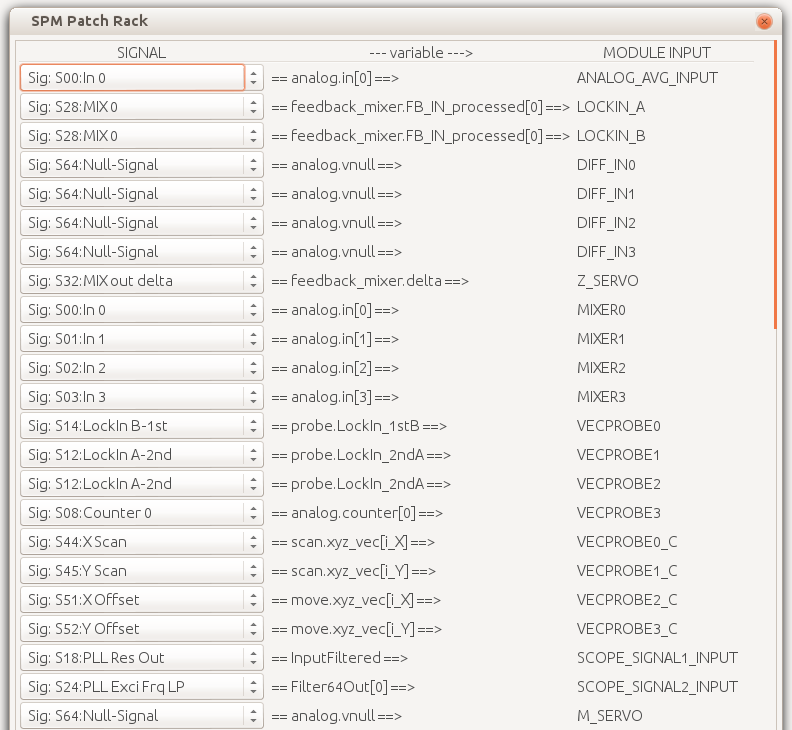 SPM Patch Rack
SIGNAL --- variable ---> MODULE INPUT
Sig: S00:In 0 == analog.in[0] ==> ANALOG_AVG_INPUT
Sig: S28:MIX 0 == feedback_mixer.FB_IN_processed[0] ==> LOCKIN_A
Sig: S28:MIX 0 == feedback_mixer.FB_IN_processed[0] ==> LOCKIN_B
Sig: S64:Null-Signal == analog.vnull ==> DIFF_IN0
Sig: S64:Null-Signal == analog.vnull ==> DIFF_IN1
Sig: S64:Null-Signal == analog.vnull ==> DIFF_IN2
Sig: S64:Null-Signal == analog.vnull ==> DIFF_IN3
Sig: S32:MIX out delta == feedback_mixer.delta ==> Z_SERVO
Sig: S00:In 0 == analog.in[0] ==> MIXER0
Sig: S01:In 1 == analog.in[1] ==> MIXER1
Sig: S02:In 2 == analog.in[2] ==> MIXER2
Sig: S03:In 3 == analog.in[3] ==> MIXER3
Sig: S14:LockIn B-1st == probe.LockIn_1stB ==> VECPROBE0
Sig: S12:LockIn A-2nd == probe.LockIn_2ndA ==> VECPROBE1
Sig: S12:LockIn A-2nd == probe.LockIn_2ndA ==> VECPROBE2
Sig: S08:Counter 0 == analog.counter[0] ==> VECPROBE3
Sig: S44:X Scan == scan.xyz_vec[i_X] ==> VECPROBE0_C
Sig: S45:Y Scan == scan.xyz_vec[i_Y] ==> VECPROBE1_C
Sig: S51:X Offset == move.xyz_vec[i_X] ==> VECPROBE2_C
Sig: S52:Y Offset == move.xyz_vec[i_Y] ==> VECPROBE3_C
Sig: S18:PLL Res Out == InputFiltered ==> SCOPE_SIGNAL1_INPUT
Sig: S24:PLL Exci Frq LP == Filter64Out[0] ==> SCOPE_SIGNAL2_INPUT
Sig: S64:Null-Signal == analog.vnull ==> M_SERVO